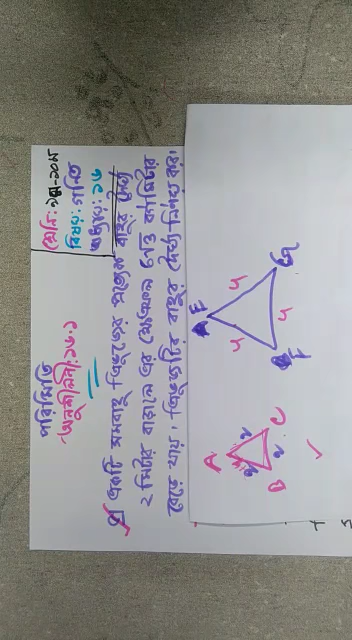 শ্রেণি: ৯ম-১০ম
বিষয়: গণিত
অধ্যায়: ১৬
পরিমিতি
অনুশীলনী: ১৬.১
একটি সমবাহু ত্রিভুজের প্রত্যেক বাহুর দৈর্ঘ্য
২ মিটার বাড়ালে এর ক্ষেত্রফল ৬√৩ বর্গমিটার
বেড়ে যায়। ত্রিভুজটির বাহুর দৈর্ঘ্য নির্ণয় কর।
A
B
C
E
F
G